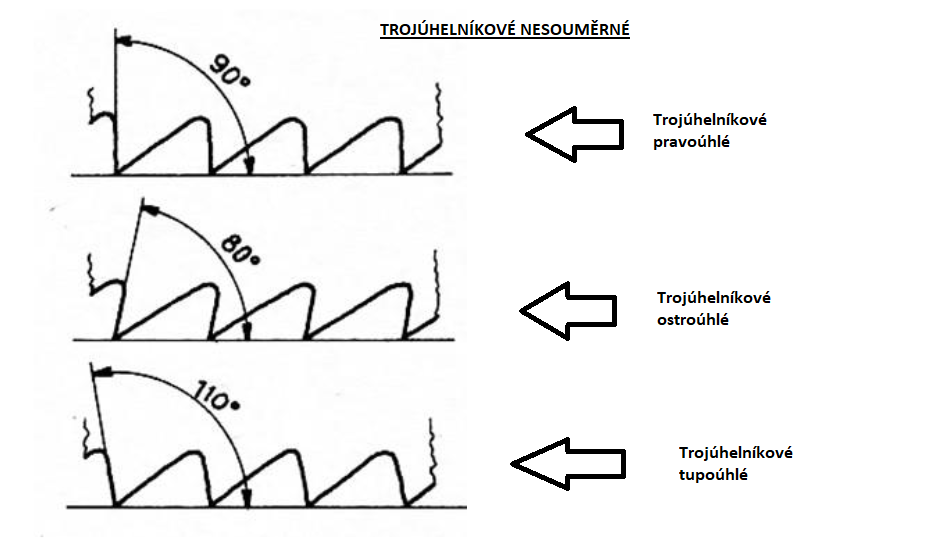 TROJÚHELNÍKOVÉ NESOUMĚRNÉ
90°
Trojúhelníkové
pravoúhlé
80°
Trojúhelníkové
ostroúhlé
110°
Trojúhelníkové
tupoúhlé